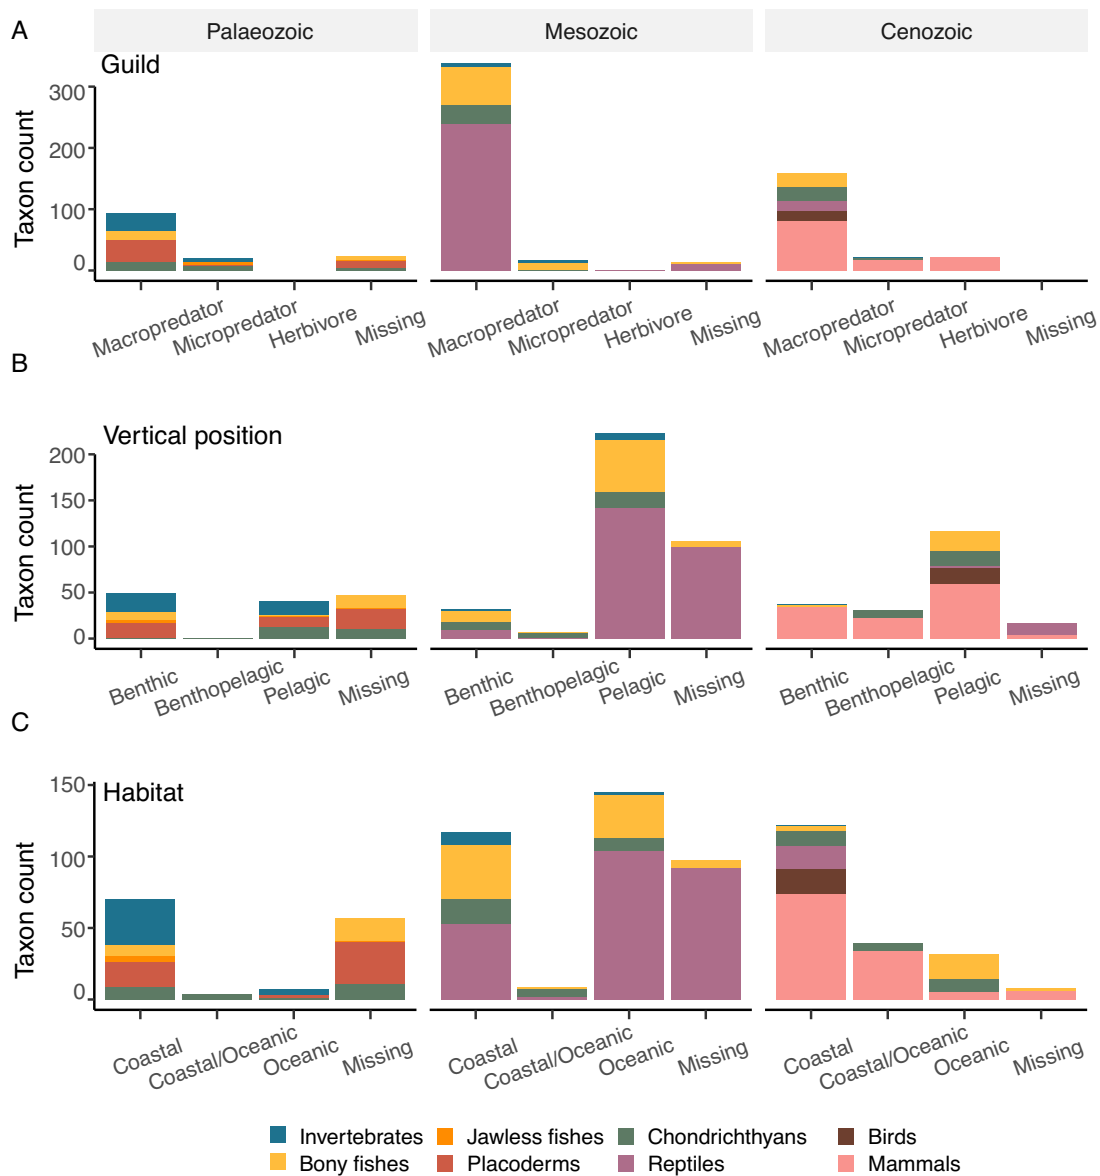 A
Palaeozoic Mesozoic Cenozoic
Guild
Taxon count
300
200
100
0
Macropredator Micropredator Herbivore Missing Macropredator Micropredator Herbivore Missing Macropredator Micropredator Herbivore Missing
B
Vertical position
Taxon count
200
150
100
50
0
Benthic Benthopelagic Pelagic Missing Benthic Benthopelagic Pelagic Missing Benthic Benthopelagic Pelagic Missing
C
Habitat
Taxon count
150
100
50
0
Coastal Coastal/Oceanic Oceanic Missing Coastal Coastal/Oceanic Oceanic Missing Coastal Coastal/Oceanic Oceanic Missing
Invertebrates Jawless fishes Chondrichthyans Birds
Bony fishes Placoderms Reptiles Mammals